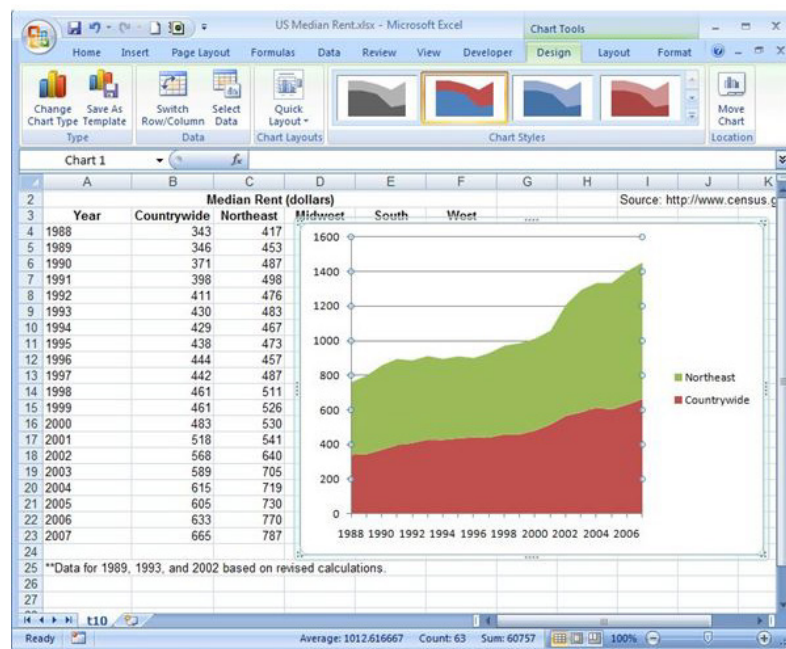 US Median Rent.xlsx - Microsoft Excel
Chart Tools
Home Insert Page Layout Formulas Data Review View Developer Design Layout Format
Change Chart Type
Save As Template
Switch Row/Column
Select Data
Quick Layout
Move Chart
Type Data Chart Layouts Chart Styles Location
Chart 1 fx
A B C D E F G H I J K
2 Median Rent (dollars) Source: http://www.census.g
3 Year Countrywide Northeast Midwest South West
4 1988 343 417
5 1989 346 453
6 1990 371 487
7 1991 398 498
8 1992 411 476
9 1993 430 483
10 1994 429 467
11 1995 438 473
12 1996 444 457
13 1997 442 487
14 1998 461 511
15 1999 461 526
16 2000 483 530
17 2001 518 541
18 2002 568 640
19 2003 589 705
20 2004 615 719
21 2005 605 730
22 2006 633 770
23 2007 665 787
24
25 **Data for 1989, 1993, and 2002 based on revised calculations.
26
27
1600
1400
1200
1000
800
600
400
200
0
1988 1990 1992 1994 1996 1998 2000 2002 2004 2006
Northeast
Countrywide
t10
Ready Average: 1012.616667 Count: 63 Sum: 60757 100%